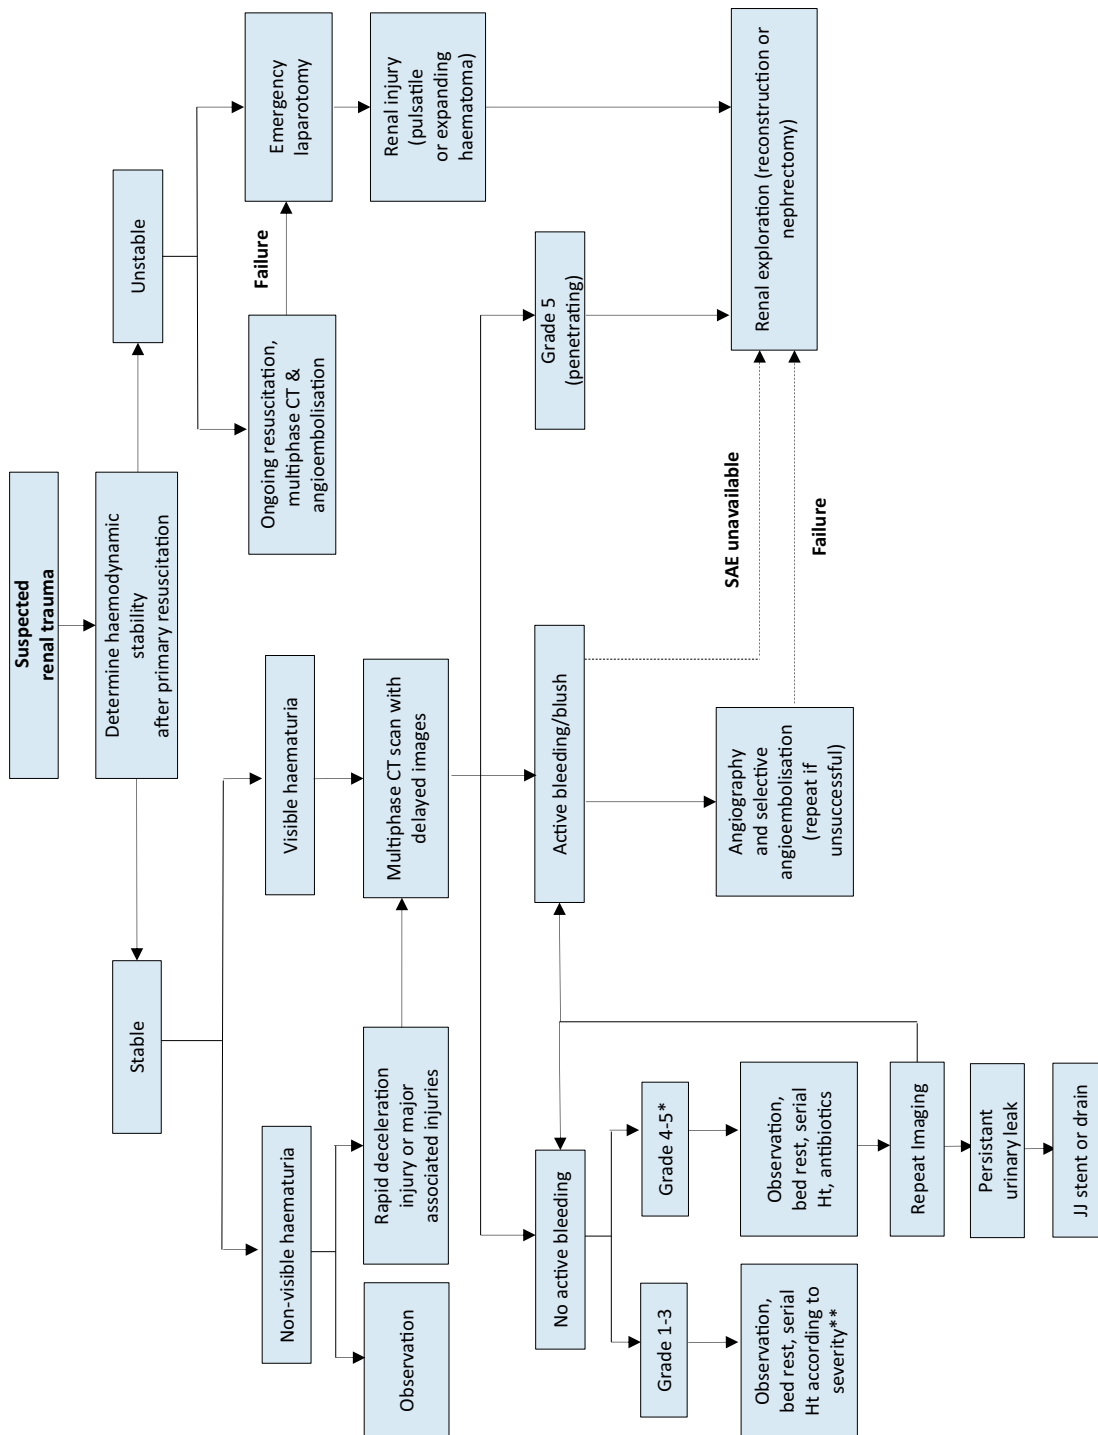 Suspected
renal trauma
Determine haemodynamic
stability
after primary resuscitation
Stable
Unstable
Non-visible haematuria
Visible haematuria
Ongoing resuscitation,
multiphase CT &
angioembolisation
Failure
Emergency
laparotomy
Observation
Rapid deceleration
injury or major
associated injuries
Multiphase CT scan with
delayed images
Renal injury
(pulsatile
or expanding
haematoma)
No active bleeding
Active bleeding/blush
Grade 5
(penetrating)
Grade 1-3
Grade 4-5*
SAE unavailable
Observation,
bed rest, serial
Ht according to
severity**
Observation,
bed rest, serial
Ht, antibiotics
Angiography
and selective
angioembolisation
(repeat if
unsuccessful)
Failure
Renal exploration (reconstruction or
nephrectomy)
Repeat Imaging
Persistant
urinary leak
JJ stent or drain